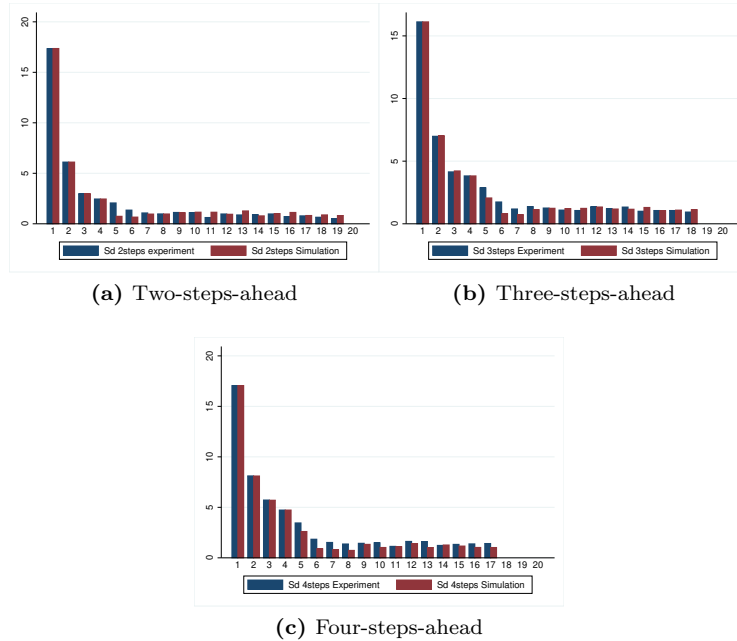 20
15
10
5
0
1 2 3 4 5 6 7 8 9 10 11 12 13 14 15 16 17 18 19 20
Sd 2steps experiment Sd 2steps Simulation
(a) Two-steps-ahead
15
10
5
0
1 2 3 4 5 6 7 8 9 10 11 12 13 14 15 16 17 18 19 20
Sd 3steps Experiment Sd 3steps Simulation
(b) Three-steps-ahead
20
15
10
5
0
1 2 3 4 5 6 7 8 9 10 11 12 13 14 15 16 17 18 19 20
Sd 4steps Experiment Sd 4steps Simulation
(c) Four-steps-ahead